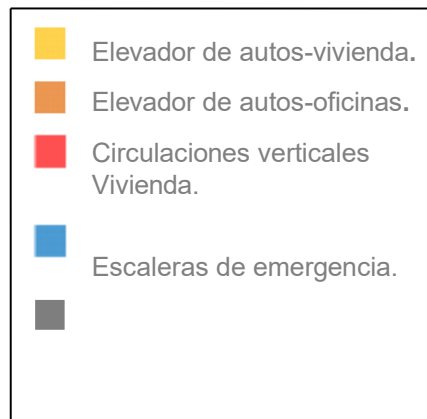 Elevador de autos-vivienda.
Elevador de autos-oficinas.
Circulaciones verticales
Vivienda.
Escaleras de emergencia.